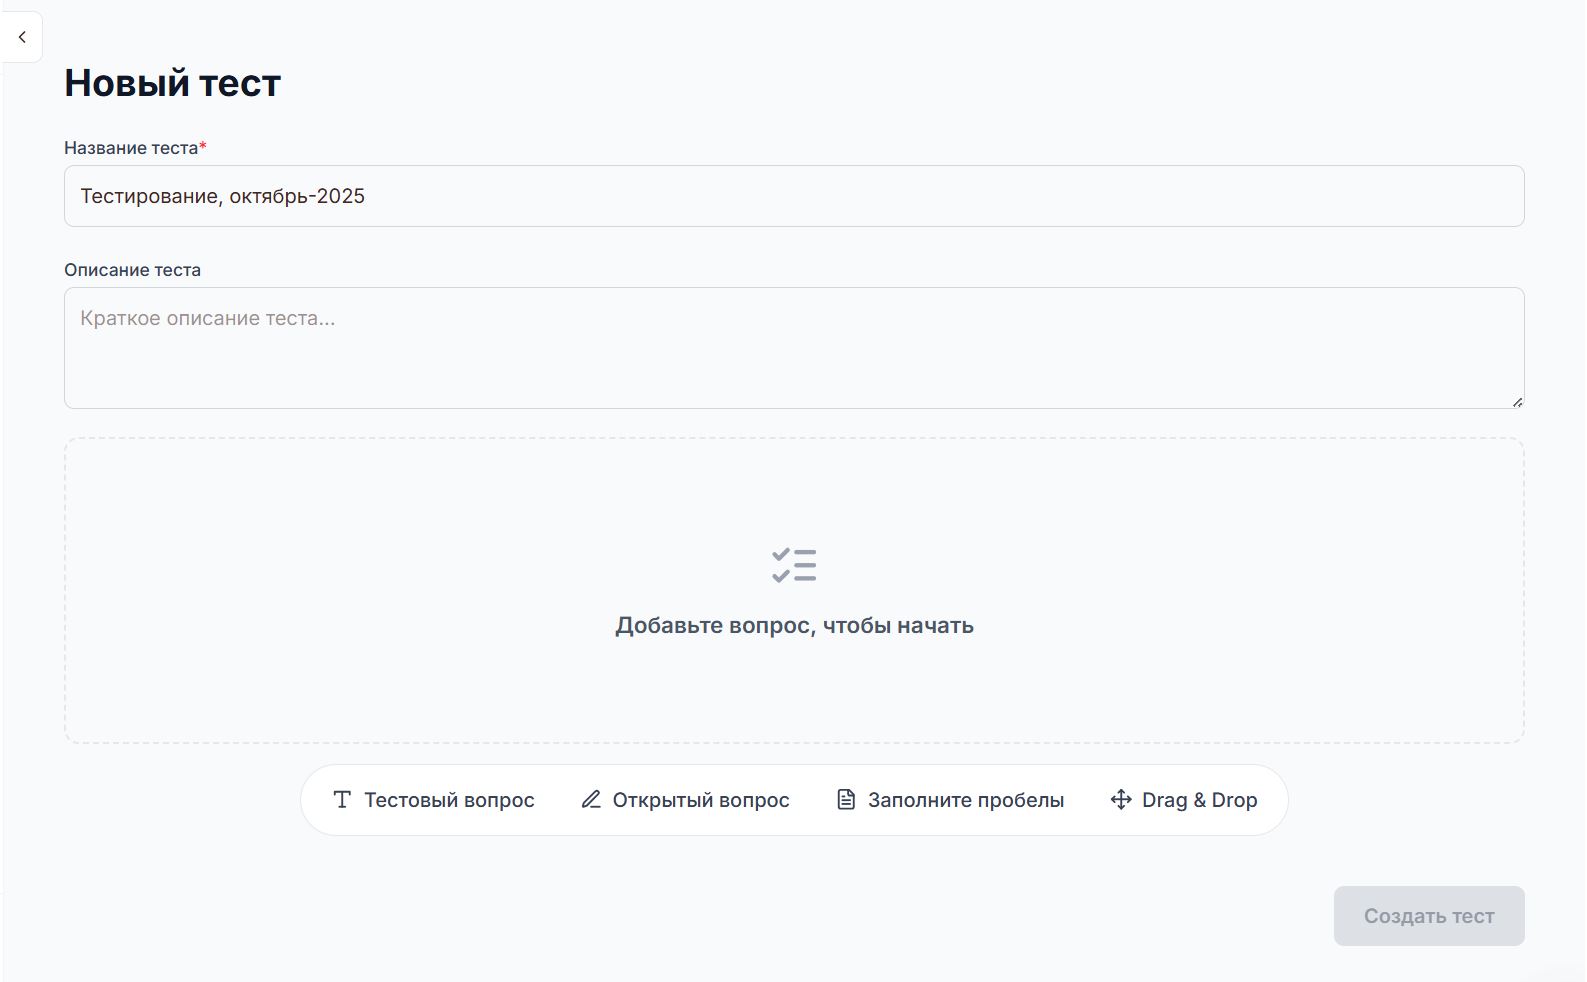 Новый тест
Название теста*
Тестирование, октябрь-2025
Описание теста
Краткое описание теста...
Добавьте вопрос, чтобы начать
Тестовый вопрос Открытый вопрос Заполните пробелы Drag & Drop
Создать тест